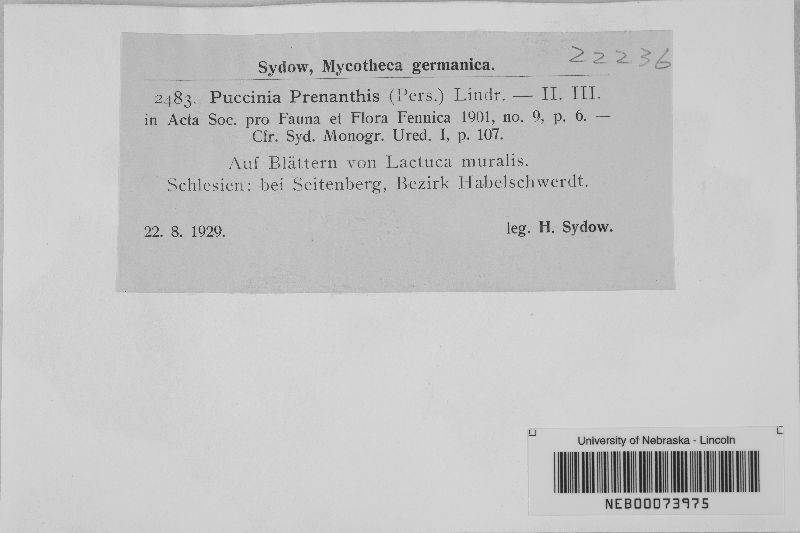 Sydow, Mycotheca germanica.
22236
2483. Puccinia Prenanthis (Pers.) Lindr. — II. III.
in Acta Soc. pro Fauna et Flora Fennica 1901, no. 9, p. 6. —
Cfr. Syd. Monogr. Ured. I, p. 107.
Auf Blättern von Lactuca muralis.
Schlesien: bei Seitenberg, Bezirk Habelschwerdt.
22. 8. 1929.
leg. H. Sydow.
University of Nebraska - Lincoln
NEB00073975